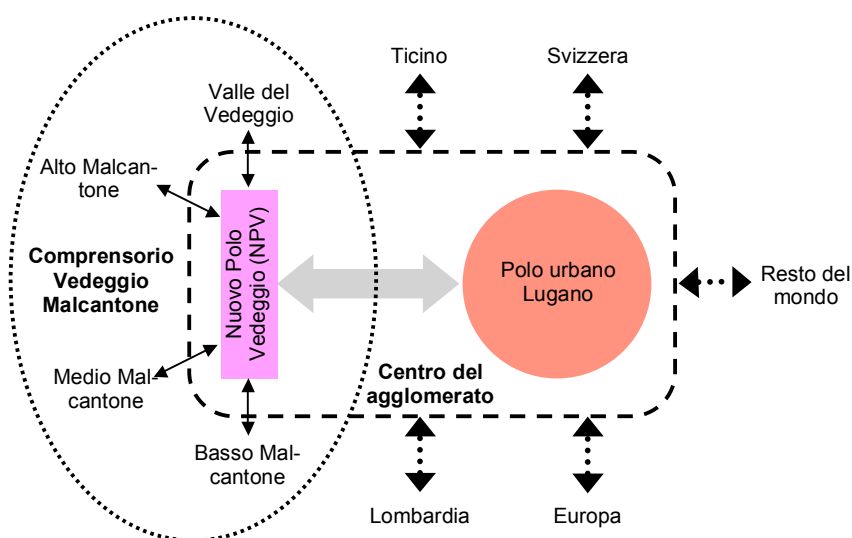 Ticino
Svizzera
Valle del
Vedeggio
Alto Malcan-
tone
Comprensorio
Vedeggio
Malcantone
Nuovo Polo
Vedeggio (NPV)
Polo urbano
Lugano
Resto del
mondo
Medio Mal-
cantone
Centro del
agglomerato
Basso Mal-
cantone
Lombardia
Europa